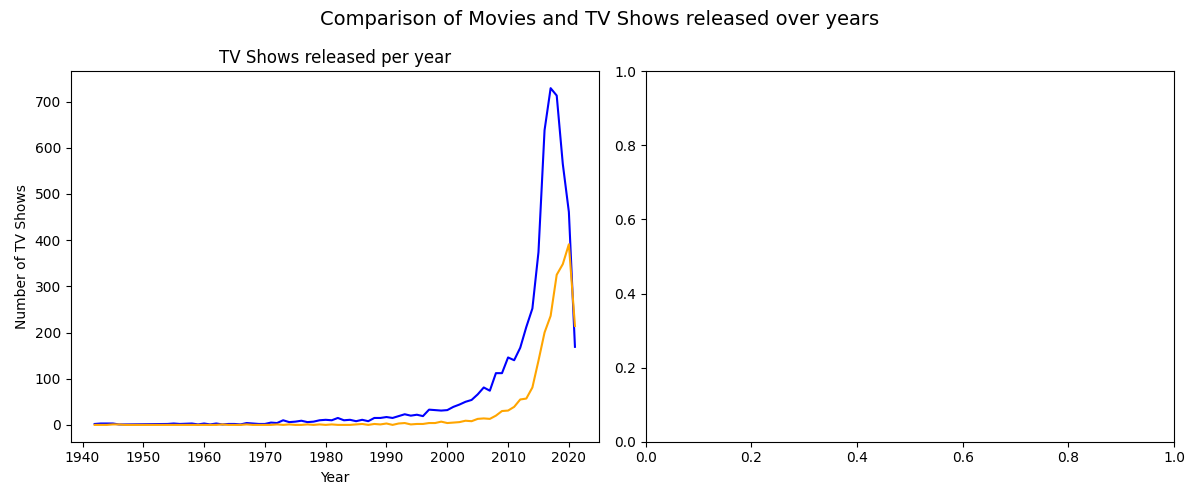 Comparison of Movies and TV Shows released over years
TV Shows released per year
Number of TV Shows
700
600
500
400
300
200
100
0
1940 1950 1960 1970 1980 1990 2000 2010 2020
Year
1.0
0.8
0.6
0.4
0.2
0.0
0.0 0.2 0.4 0.6 0.8 1.0